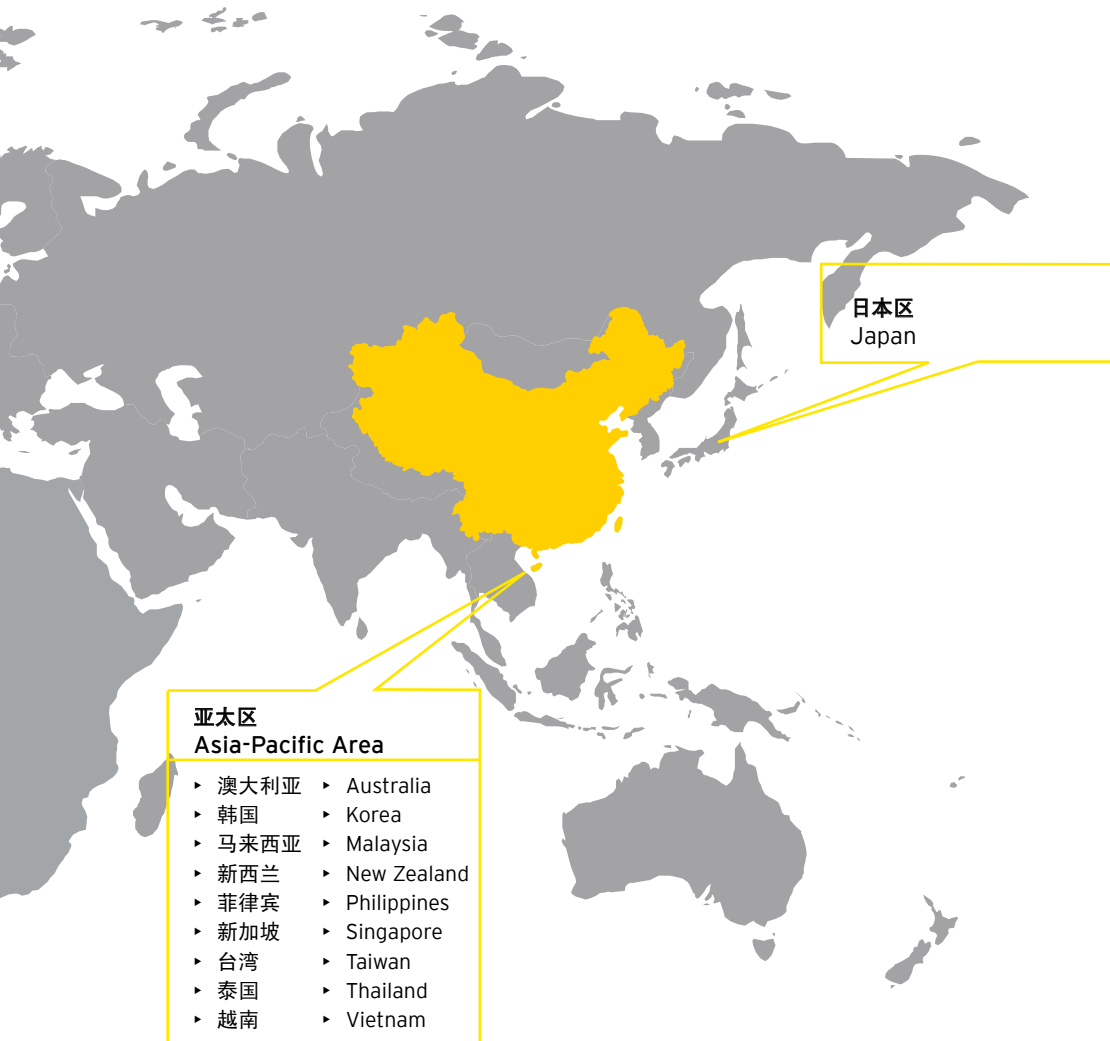 日本区
Japan
亚太区
Asia-Pacific Area
▸ 澳大利亚 ▸ Australia
▸ 韩国 ▸ Korea
▸ 马来西亚 ▸ Malaysia
▸ 新西兰 ▸ New Zealand
▸ 菲律宾 ▸ Philippines
▸ 新加坡 ▸ Singapore
▸ 台湾 ▸ Taiwan
▸ 泰国 ▸ Thailand
▸ 越南 ▸ Vietnam